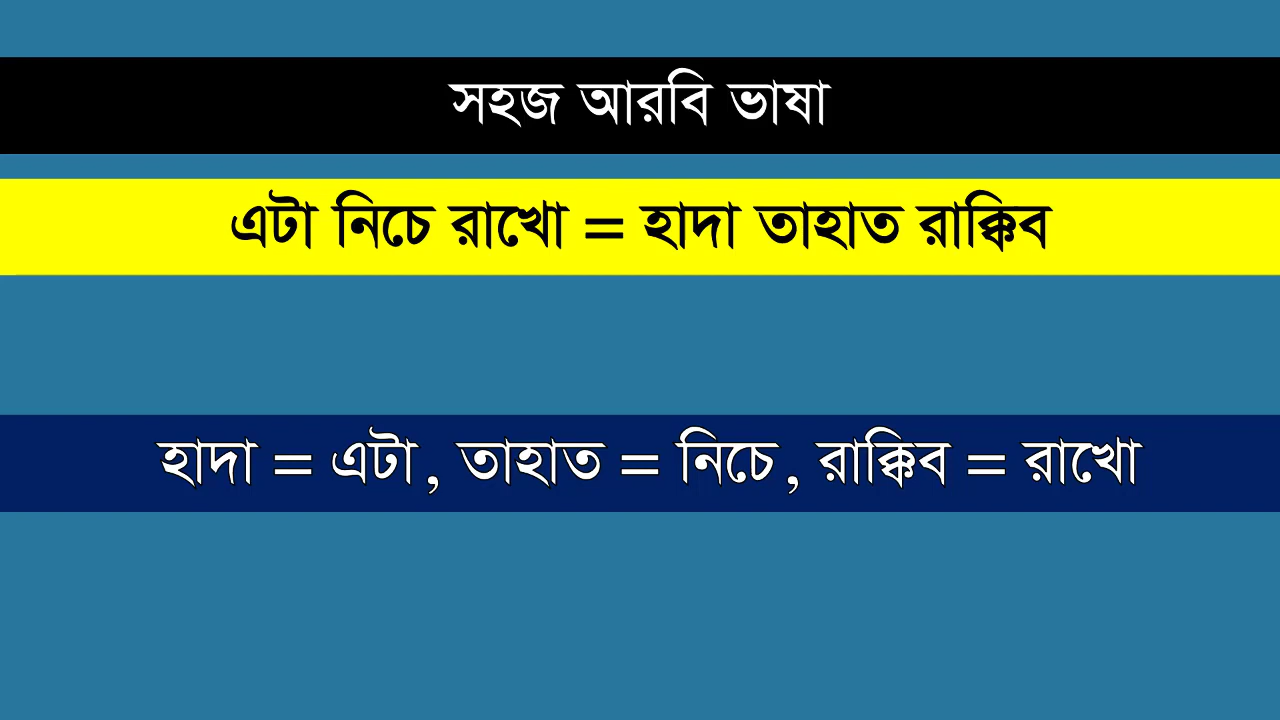 সহজ আরবি ভাষা
এটা নিচে রাখো = হাদা তাহাত রাক্কিব
হাদা = এটা, তাহাত = নিচে, রাক্কিব = রাখো